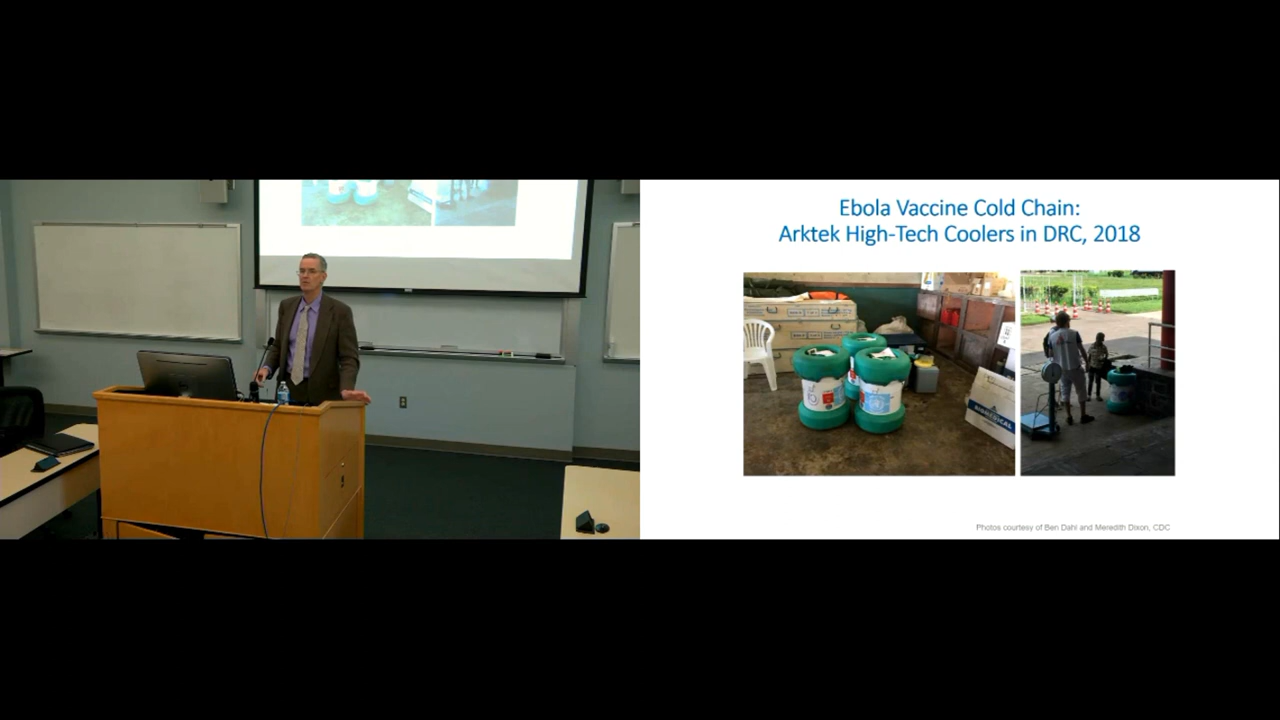 Ebola Vaccine Cold Chain:
Arktek High-Tech Coolers in DRC, 2018
Photos courtesy of Ben Dahl and Meredith Dixon, CDC